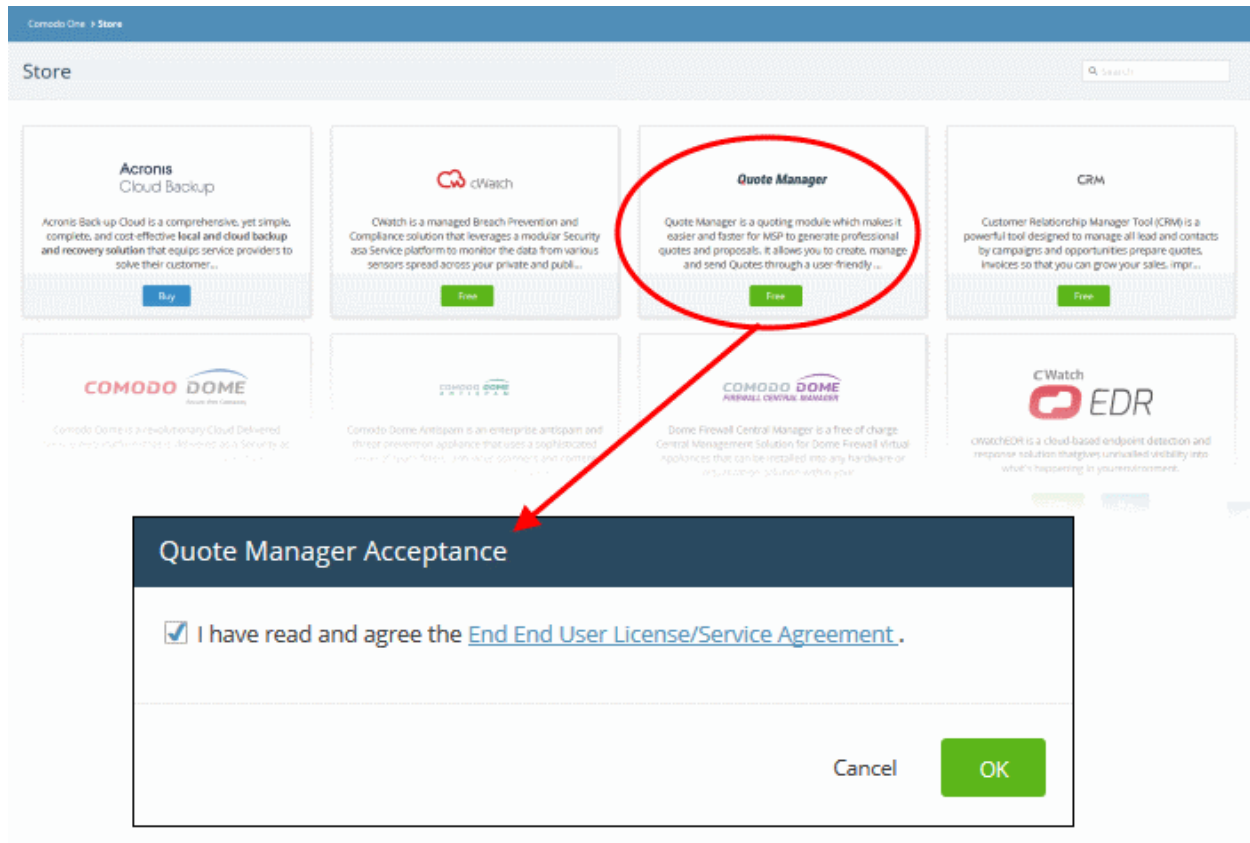 Comodo One > Store
Store
Search
Acronis
Cloud Backup
Acronis Back-up Cloud is a comprehensive, yet simple,
complete, and cost-effective local and cloud backup
and recovery solution that equips service providers to
solve their customer...
Buy
cWatch
CWatch is a managed Breach Prevention and
Compliance solution that leverages a modular Security
asa Service platform to monitor the data from various
sensors spread across your private and publi...
Free
Quote Manager
Quote Manager is a quoting module which makes it
easier and faster for MSP to generate professional
quotes and proposals. It allows you to create, manage
and send Quotes through a user-friendly ...
Free
CRM
Customer Relationship Manager Tool (CRM) is a
powerful tool designed to manage all lead and contacts
by campaigns and opportunities prepare quotes,
invoices so that you can grow your sales, impr...
Free
COMODO DOME
Comodo Dome is a revolutionary Cloud Delivered
COMODO DOME
ANTISPAM
Comodo Dome Antispam is an enterprise antispam and
threat prevention appliance that uses a sophisticated
COMODO DOME
FIREWALL CENTRAL MANAGER
Dome Firewall Central Manager is a free of charge
Central Management Solution for Dome Firewall Virtual
Appliances that can be installed into any hardware or
CWatch
EDR
cWatchEDR is a cloud-based endpoint detection and
response solution thatgives unrivalled visibility into
what's happening in yourenvironment.
Quote Manager Acceptance
I have read and agree the End End User License/Service Agreement .
Cancel
OK